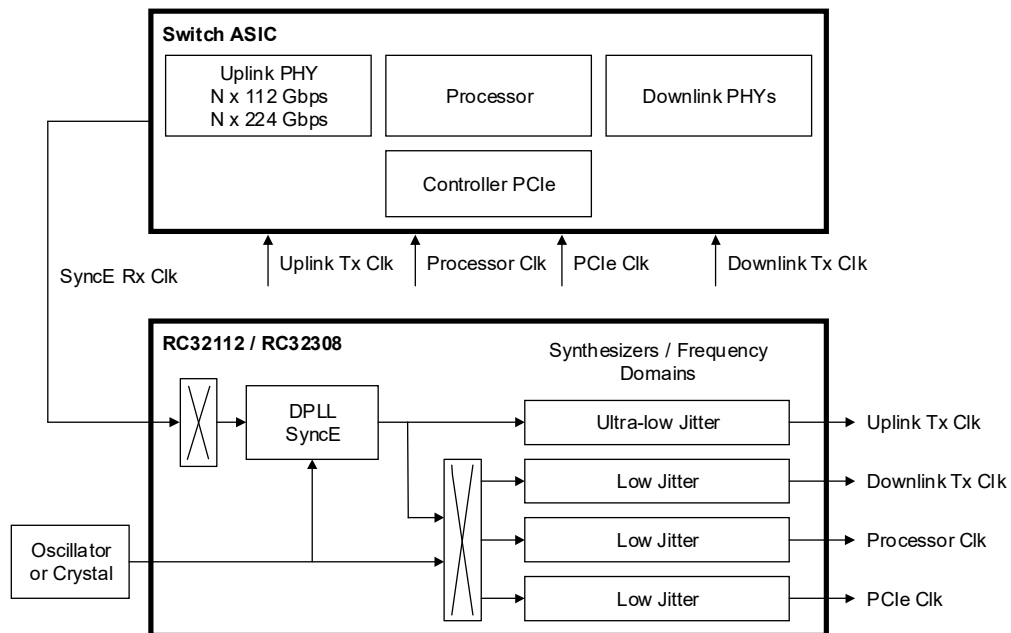 Switch ASIC
Uplink PHY
N x 112 Gbps
N x 224 Gbps
Processor
Downlink PHYs
Controller PCIe
Uplink Tx Clk
Processor Clk
PCIe Clk
Downlink Tx Clk
SyncE Rx Clk
RC32112 / RC32308
Synthesizers / Frequency
Domains
DPLL
SyncE
Ultra-low Jitter
Uplink Tx Clk
Low Jitter
Downlink Tx Clk
Low Jitter
Processor Clk
Low Jitter
PCIe Clk
Oscillator
or Crystal